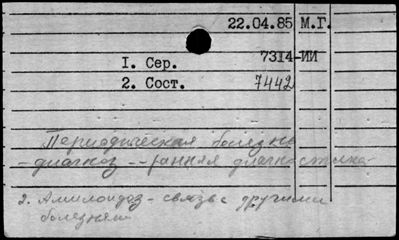 22.04.85 М.Г.
1. Сер. 7314-ИИ
2. Сост. 7442
Периодическая болезнь
- диагноз -- ранняя диагностика
2. Амилоидоз - связь с другими
болезнями